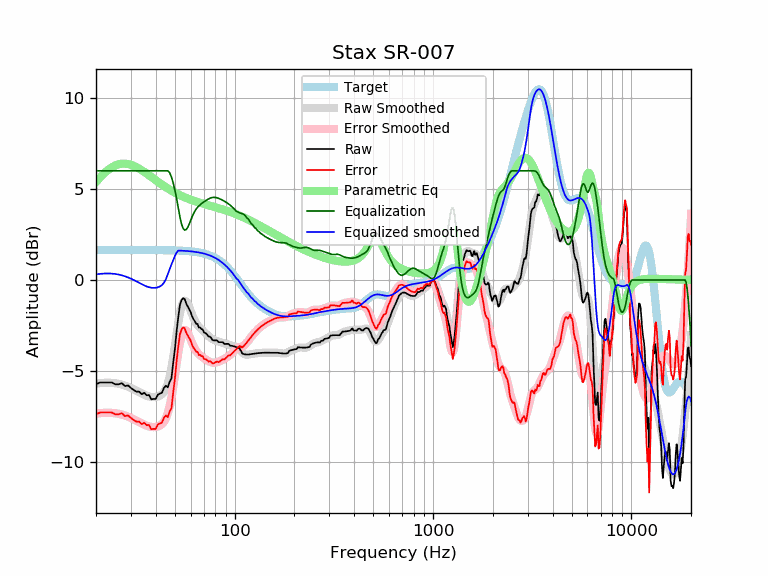 Stax SR-007
Target
Raw Smoothed
Error Smoothed
Raw
Error
Parametric Eq
Equalization
Equalized smoothed
Amplitude (dBr)
10
5
0
−5
−10
100
1000
10000
Frequency (Hz)